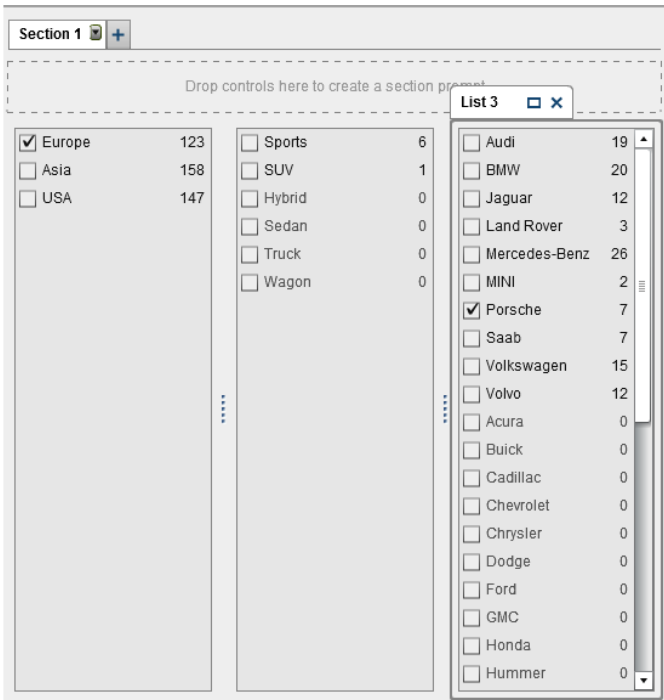 Section 1 +
Drop controls here to create a section prompt
List 3
Europe 123
Asia 158
USA 147
Sports 6
SUV 1
Hybrid 0
Sedan 0
Truck 0
Wagon 0
Audi 19
BMW 20
Jaguar 12
Land Rover 3
Mercedes-Benz 26
MINI 2
Porsche 7
Saab 7
Volkswagen 15
Volvo 12
Acura 0
Buick 0
Cadillac 0
Chevrolet 0
Chrysler 0
Dodge 0
Ford 0
GMC 0
Honda 0
Hummer 0